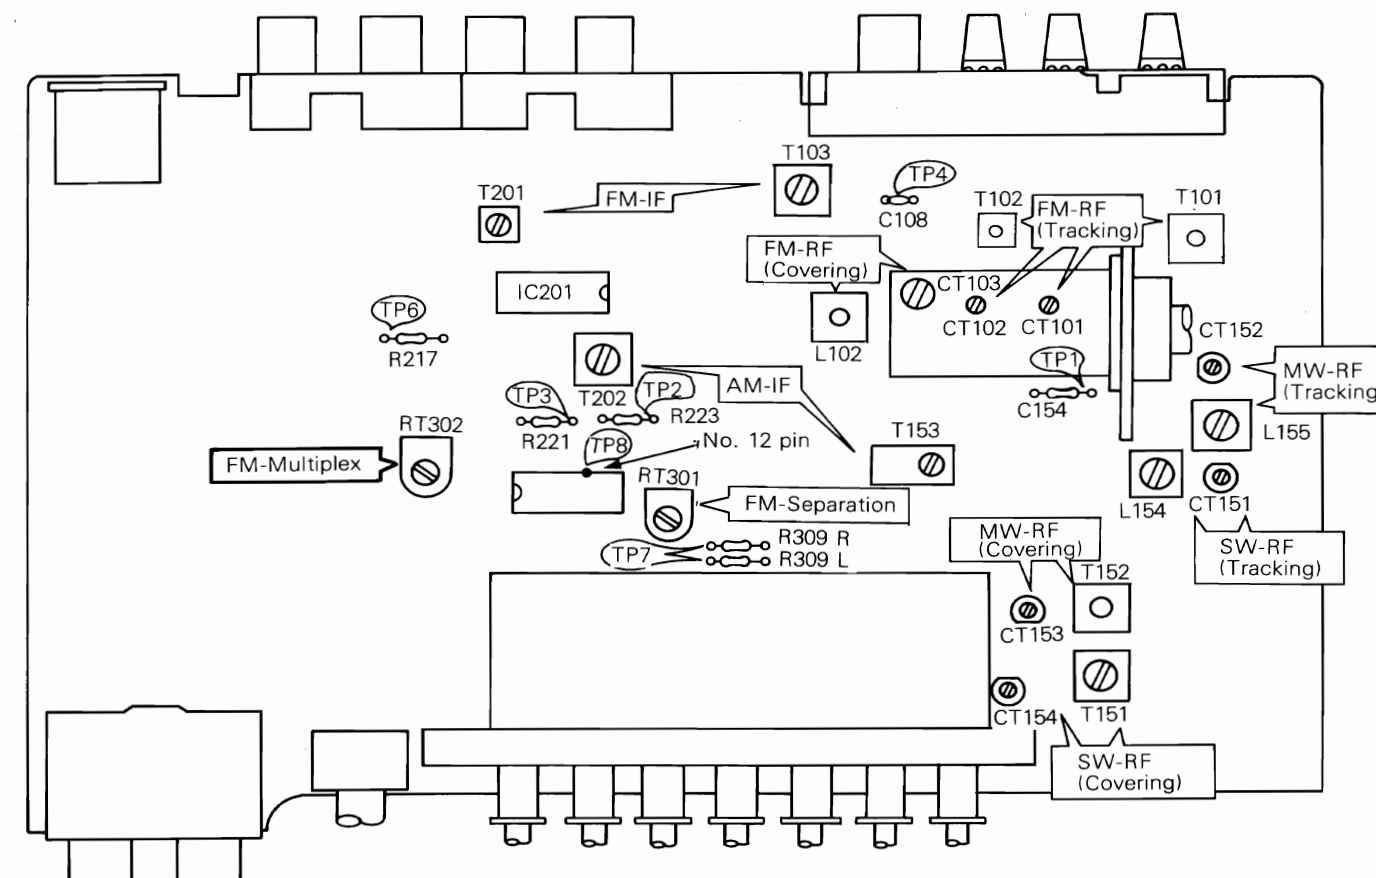 T103
TP4
T201
FM-IF
C108
T102
FM-RF
(Tracking)
T101
FM-RF
(Covering)
CT103
IC201
CT102
CT101
TP6
L102
R217
CT152
TP1
MW-RF
(Tracking)
AM-IF
T202
TP2
TP3
C154
R223
R221
RT302
TP8
No. 12 pin
T153
L155
FM-Multiplex
RT301
FM-Separation
L154
CT151
MW-RF
(Covering)
R309 R
SW-RF
(Tracking)
TP7
R309 L
T152
CT153
CT154
T151
SW-RF
(Covering)